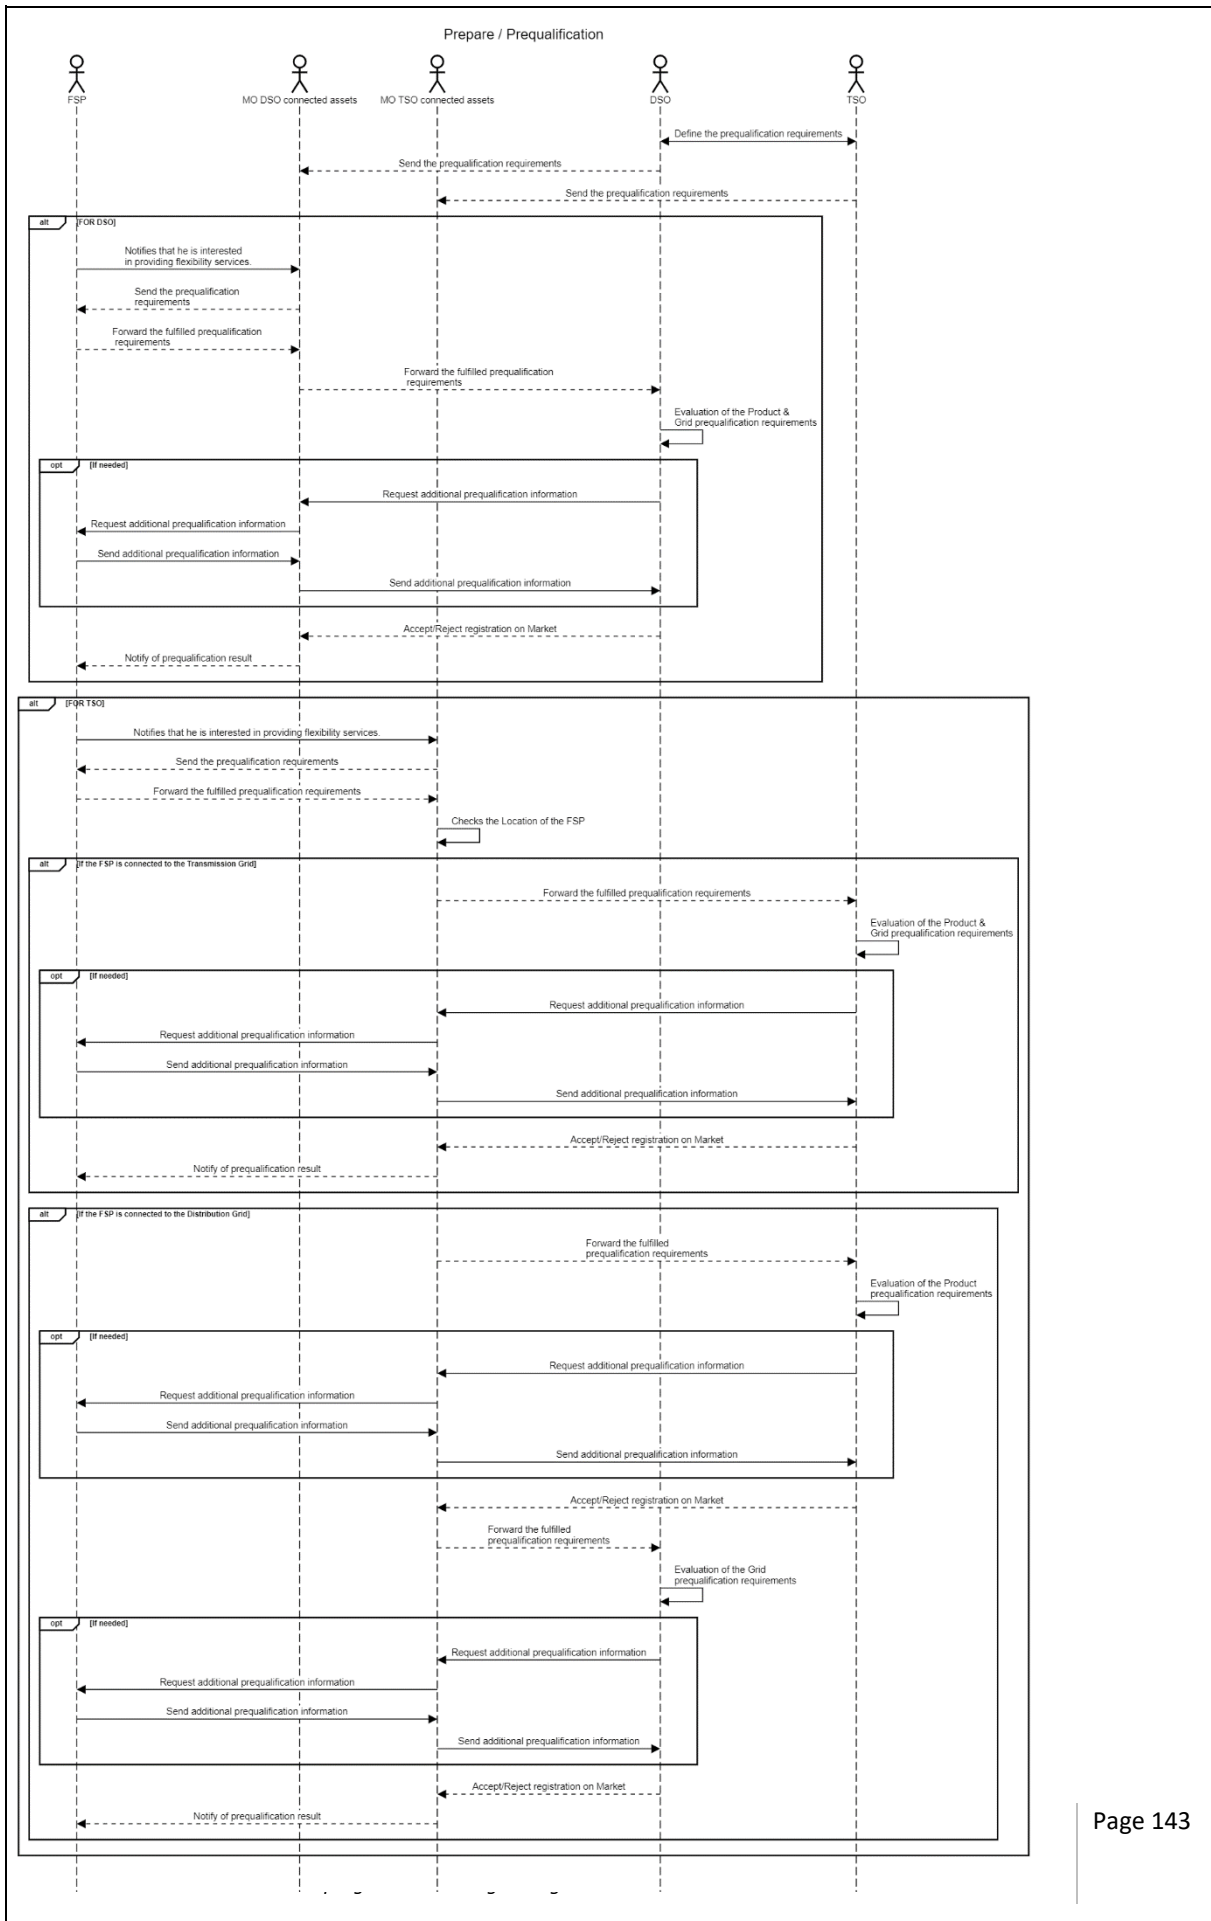 Prepare / Prequalification
FSP
MO DSO connected assets
MO TSO connected assets
DSO
TSO
Define the prequalification requirements
Send the prequalification requirements
Send the prequalification requirements
alt
[FOR DSO]
Notifies that he is interested
in providing flexibility services.
Send the prequalification
requirements
Forward the fulfilled prequalification
requirements
Forward the fulfilled prequalification
requirements
Evaluation of the Product &
Grid prequalification requirements
opt
[If needed]
Request additional prequalification information
Request additional prequalification information
Send additional prequalification information
Send additional prequalification information
Accept/Reject registration on Market
Notify of prequalification result
alt
[FOR TSO]
Notifies that he is interested in providing flexibility services.
Send the prequalification requirements
Forward the fulfilled prequalification requirements
Checks the Location of the FSP
alt
[If the FSP is connected to the Transmission Grid]
Forward the fulfilled prequalification requirements
Evaluation of the Product &
Grid prequalification requirements
opt
[If needed]
Request additional prequalification information
Request additional prequalification information
Send additional prequalification information
Send additional prequalification information
Accept/Reject registration on Market
Notify of prequalification result
alt
[If the FSP is connected to the Distribution Grid]
Forward the fulfilled
prequalification requirements
Evaluation of the Product
prequalification requirements
opt
[If needed]
Request additional prequalification information
Request additional prequalification information
Send additional prequalification information
Send additional prequalification information
Accept/Reject registration on Market
Forward the fulfilled
prequalification requirements
Evaluation of the Grid
prequalification requirements
opt
[If needed]
Request additional prequalification information
Request additional prequalification information
Send additional prequalification information
Send additional prequalification information
Accept/Reject registration on Market
Notify of prequalification result
Page 143